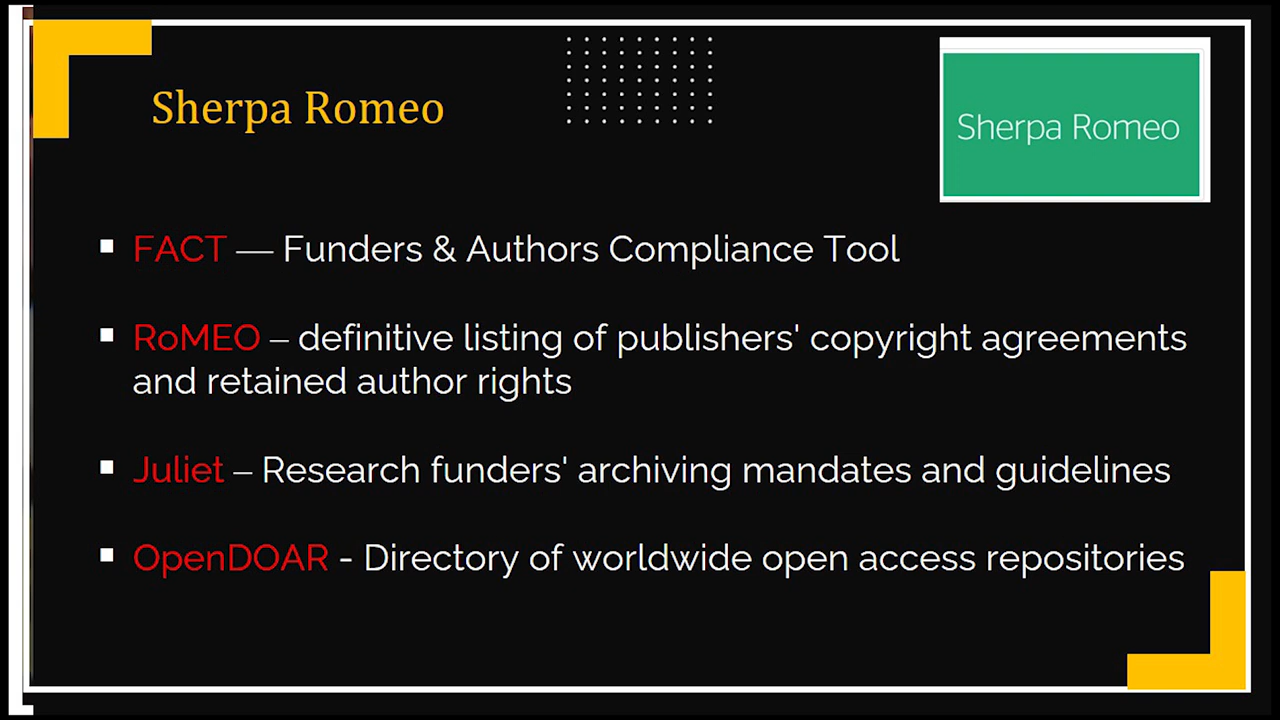 Sherpa Romeo
Sherpa Romeo
FACT — Funders & Authors Compliance Tool
RoMEO – definitive listing of publishers' copyright agreements
and retained author rights
Juliet – Research funders' archiving mandates and guidelines
OpenDOAR - Directory of worldwide open access repositories